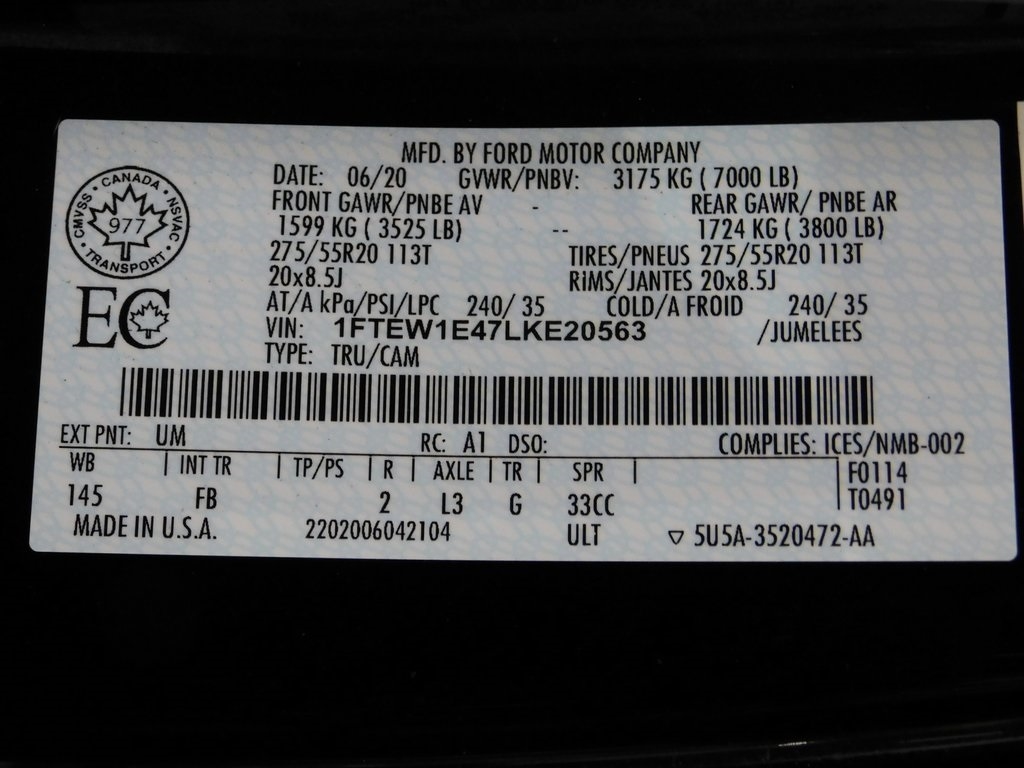 MFD. BY FORD MOTOR COMPANY
DATE: 06/20 GVWR/PNBV: 3175 KG ( 7000 LB)
FRONT GAWR/PNBE AV - REAR GAWR/ PNBE AR
1599 KG ( 3525 LB) -- 1724 KG ( 3800 LB)
275/55R20 113T TIRES/PNEUS 275/55R20 113T
20x8.5J RiMS/JANTES 20x8.5J
AT/A kPa/PSI/LPC 240/ 35 COLD/A FROID 240/ 35
VIN: 1FTEW1E47LKE20563 /JUMELEES
TYPE: TRU/CAM
CANADA
CMVSS 977 NSVAC
TRANSPORT
EC
EXT PNT: UM RC: A1 DSO: COMPLIES: ICES/NMB-002
WB | INT TR | TP/PS | R | AXLE | TR | SPR | F0114
145 FB 2 L3 G 33CC T0491
MADE IN U.S.A. 2202006042104 ULT ▽ 5U5A-3520472-AA